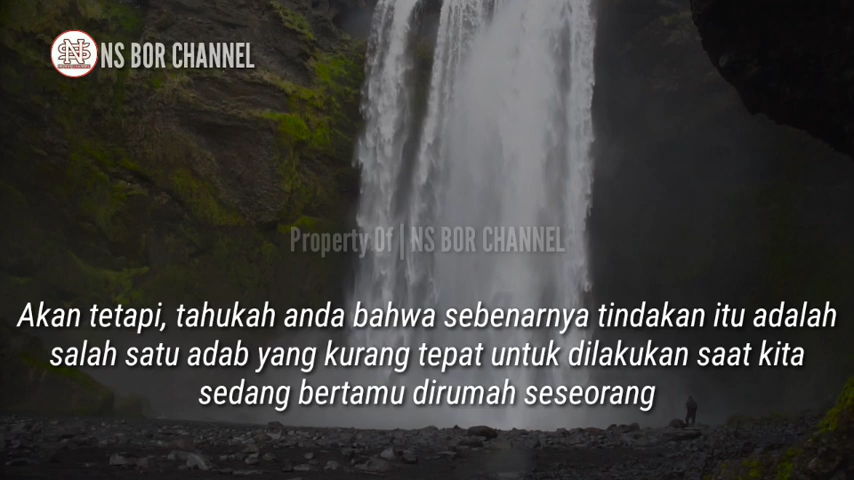 NS BOR CHANNEL
Property Of | NS BOR CHANNEL
Akan tetapi, tahukah anda bahwa sebenarnya tindakan itu adalah
salah satu adab yang kurang tepat untuk dilakukan saat kita
sedang bertamu dirumah seseorang